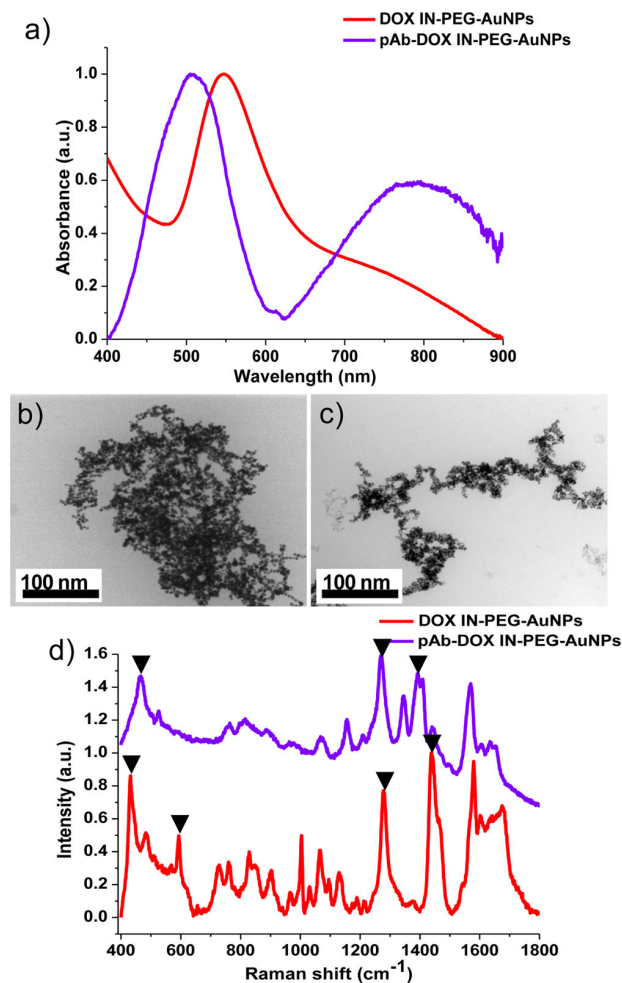 a)
DOX IN-PEG-AuNPs
pAb-DOX IN-PEG-AuNPs
Absorbance (a.u.)
1.0
0.8
0.6
0.4
0.2
0.0
400 500 600 700 800 900
Wavelength (nm)
b)
100 nm
c)
100 nm
d)
DOX IN-PEG-AuNPs
pAb-DOX IN-PEG-AuNPs
Intensity (a.u.)
1.6
1.4
1.2
1.0
0.8
0.6
0.4
0.2
0.0
400 600 800 1000 1200 1400 1600 1800
Raman shift (cm⁻¹)